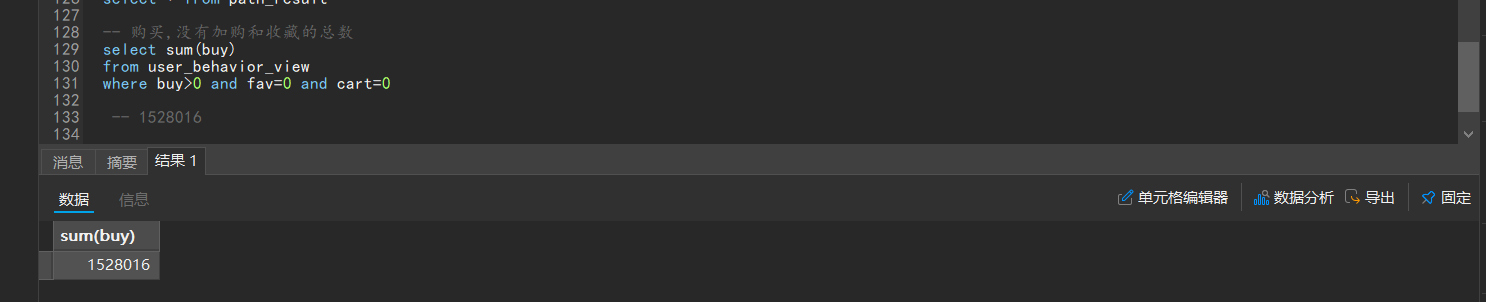 126 select * from path_result
127
128 -- 购买,没有加购和收藏的总数
129 select sum(buy)
130 from user_behavior_view
131 where buy>0 and fav=0 and cart=0
132
133 -- 1528016
134
消息 摘要 结果 1
数据 信息 单元格编辑器 数据分析 导出 固定
sum(buy)
1528016